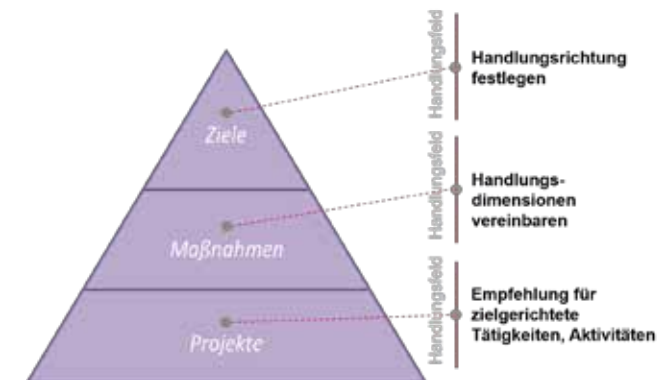 Ziele
Maßnahmen
Projekte
Handlungsfeld
Handlungsrichtung
festlegen
Handlungsfeld
Handlungs-
dimensionen
vereinbaren
Handlungsfeld
Empfehlung für
zielgerichtete
Tätigkeiten, Aktivitäten